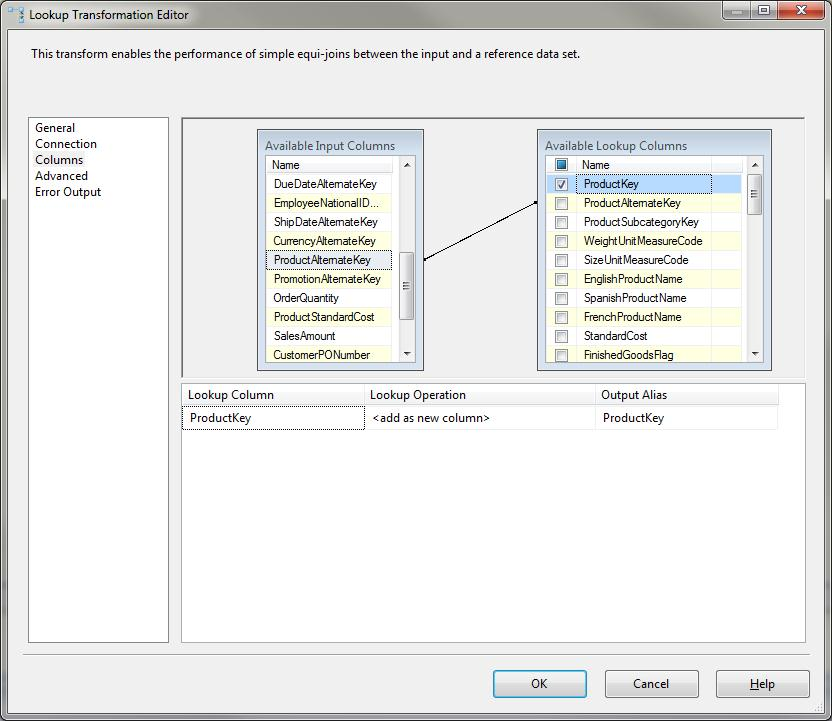 Lookup Transformation Editor
This transform enables the performance of simple equi-joins between the input and a reference data set.
General
Connection
Columns
Advanced
Error Output
Available Input Columns
Name
DueDateAlternateKey
EmployeeNationalID...
ShipDateAlternateKey
CurrencyAlternateKey
ProductAlternateKey
PromotionAlternateKey
OrderQuantity
ProductStandardCost
SalesAmount
CustomerPONumber
Available Lookup Columns
Name
ProductKey
ProductAlternateKey
ProductSubcategoryKey
WeightUnitMeasureCode
SizeUnitMeasureCode
EnglishProductName
SpanishProductName
FrenchProductName
StandardCost
FinishedGoodsFlag
Lookup Column Lookup Operation Output Alias
ProductKey <add as new column> ProductKey
OK Cancel Help